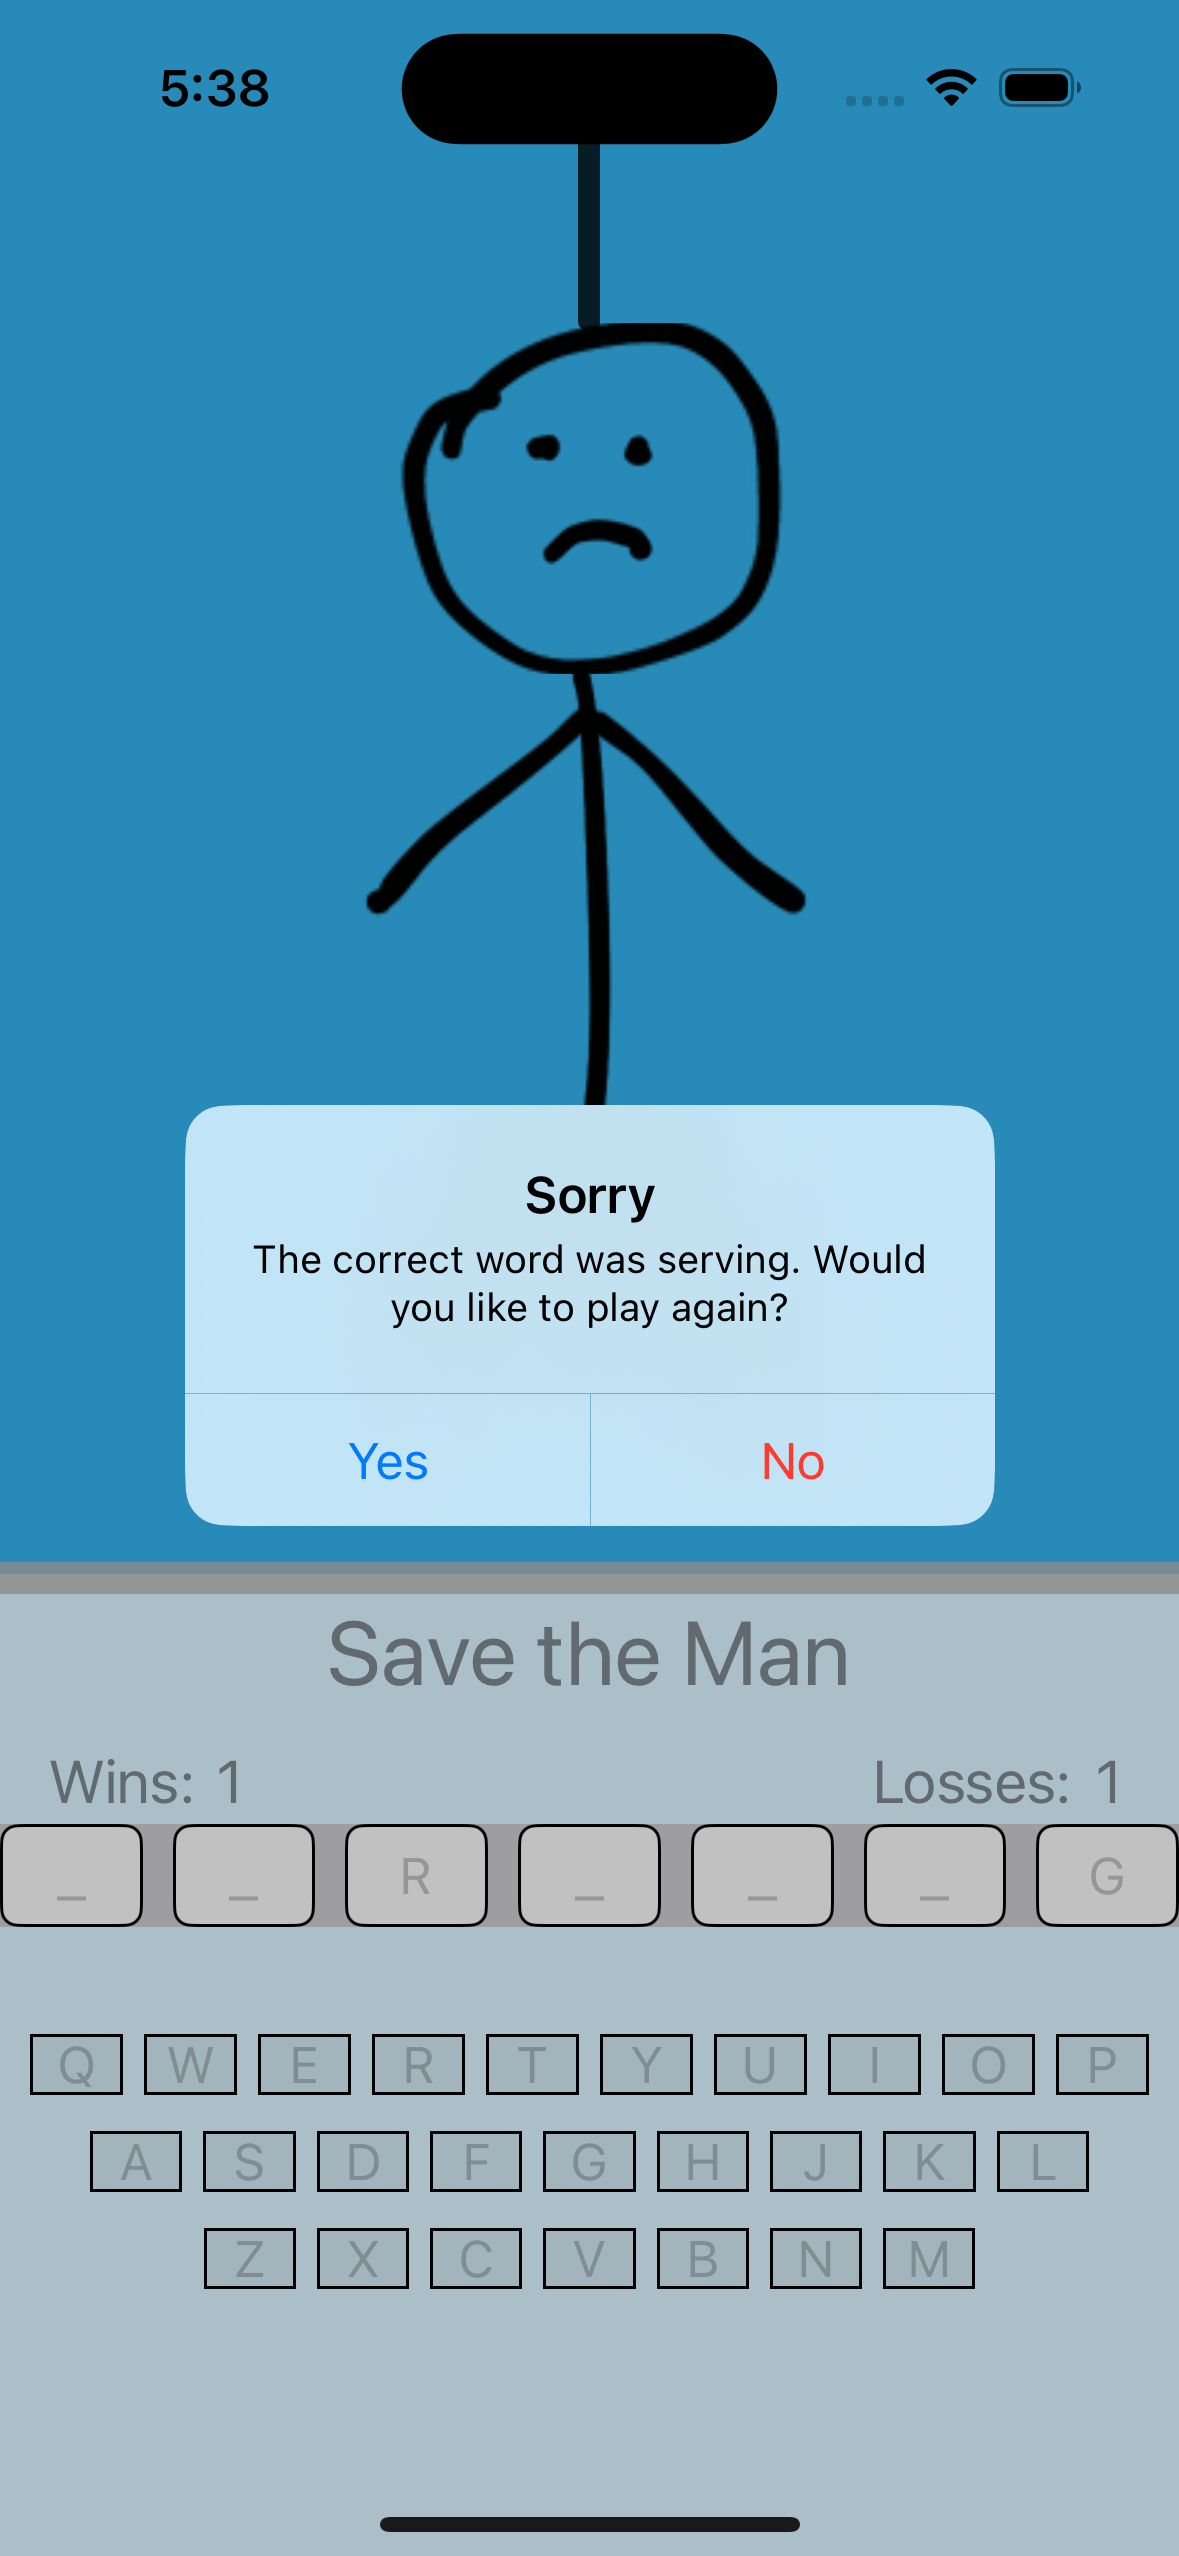 5:38
Sorry
The correct word was serving. Would
you like to play again?
Yes No
Save the Man
Wins: 1 Losses: 1
_ _ R _ _ _ G
Q W E R T Y U I O P
A S D F G H J K L
Z X C V B N M